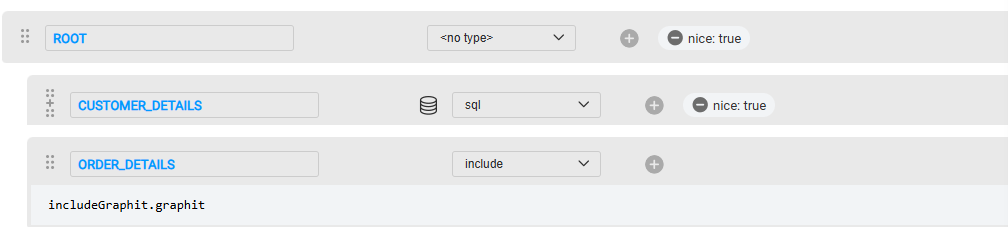 ROOT <no type> nice: true
CUSTOMER_DETAILS sql nice: true
ORDER_DETAILS include
includeGraphit.graphit